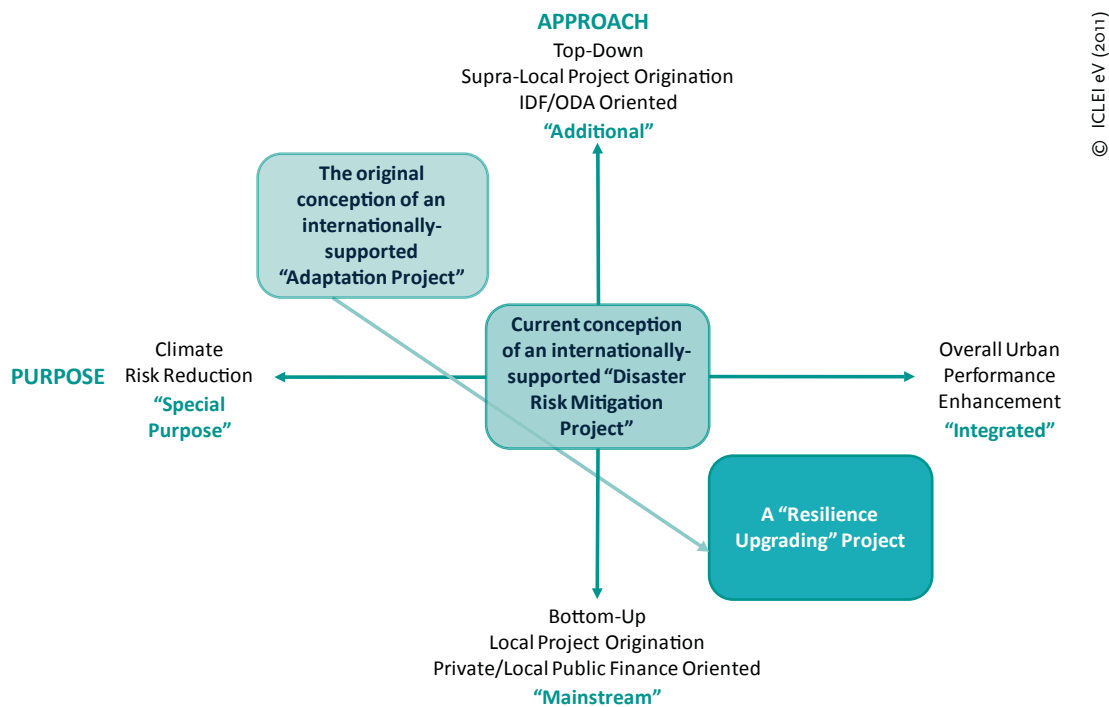 APPROACH
Top-Down
Supra-Local Project Origination
IDF/ODA Oriented
“Additional”
© ICLEI eV (2011)
The original
conception of an
internationally-
supported
“Adaptation Project”
Current conception
of an internationally-
supported “Disaster
Risk Mitigation
Project”
PURPOSE
Climate
Risk Reduction
“Special
Purpose”
Overall Urban
Performance
Enhancement
“Integrated”
A “Resilience
Upgrading” Project
Bottom-Up
Local Project Origination
Private/Local Public Finance Oriented
“Mainstream”